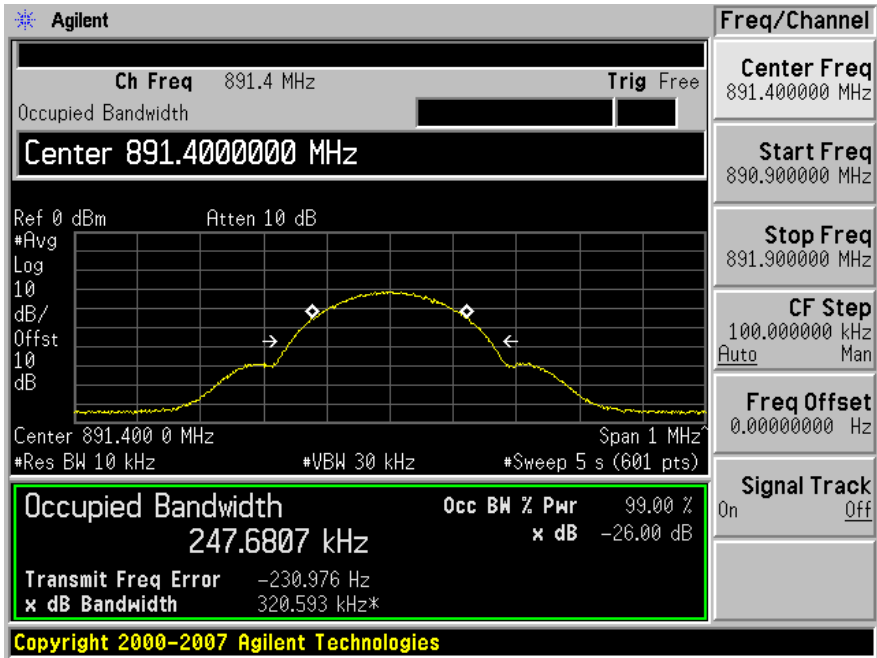 Agilent
Freq/Channel
Ch Freq 891.4 MHz Trig Free
Occupied Bandwidth
Center 891.4000000 MHz
Ref 0 dBm Atten 10 dB
#Avg
Log
10
dB/
Offst
10
dB
Center 891.400 0 MHz Span 1 MHz^
#Res BW 10 kHz #VBW 30 kHz #Sweep 5 s (601 pts)
Occupied Bandwidth Occ BW % Pwr 99.00 %
247.6807 kHz x dB -26.00 dB
Transmit Freq Error -230.976 Hz
x dB Bandwidth 320.593 kHz*
Center Freq
891.400000 MHz
Start Freq
890.900000 MHz
Stop Freq
891.900000 MHz
CF Step
100.000000 kHz
Auto Man
Freq Offset
0.00000000 Hz
Signal Track
On Off
Copyright 2000-2007 Agilent Technologies